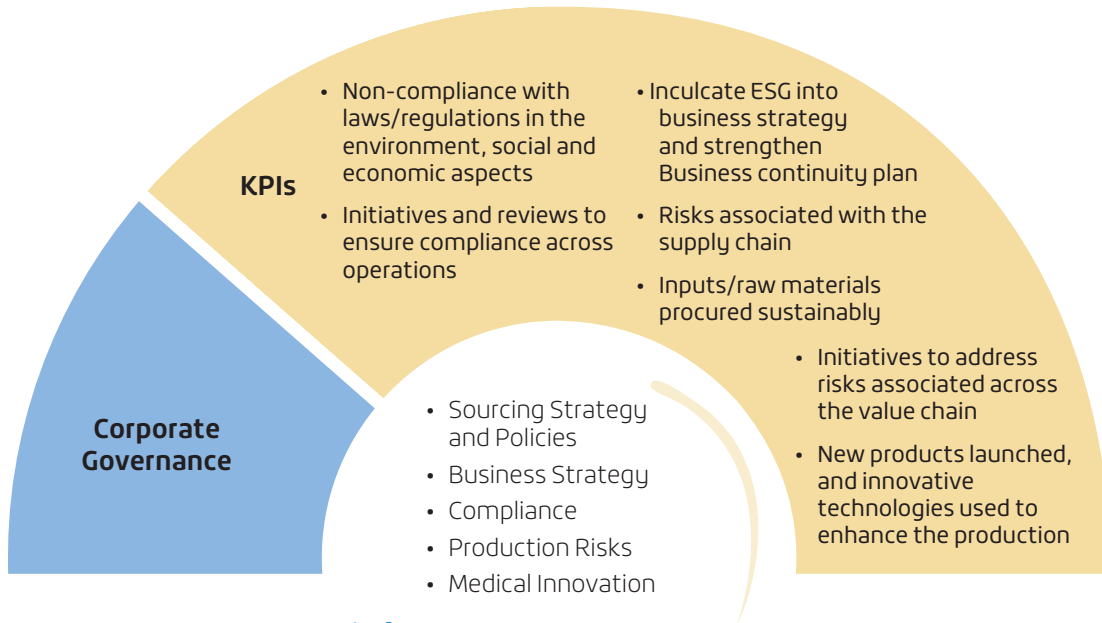 KPIs
• Non-compliance with
laws/regulations in the
environment, social and
economic aspects
• Initiatives and reviews to
ensure compliance across
operations
• Inculcate ESG into
business strategy
and strengthen
Business continuity plan
• Risks associated with the
supply chain
• Inputs/raw materials
procured sustainably
• Initiatives to address
risks associated across
the value chain
• New products launched,
and innovative
technologies used to
enhance the production
Corporate
Governance
• Sourcing Strategy
and Policies
• Business Strategy
• Compliance
• Production Risks
• Medical Innovation